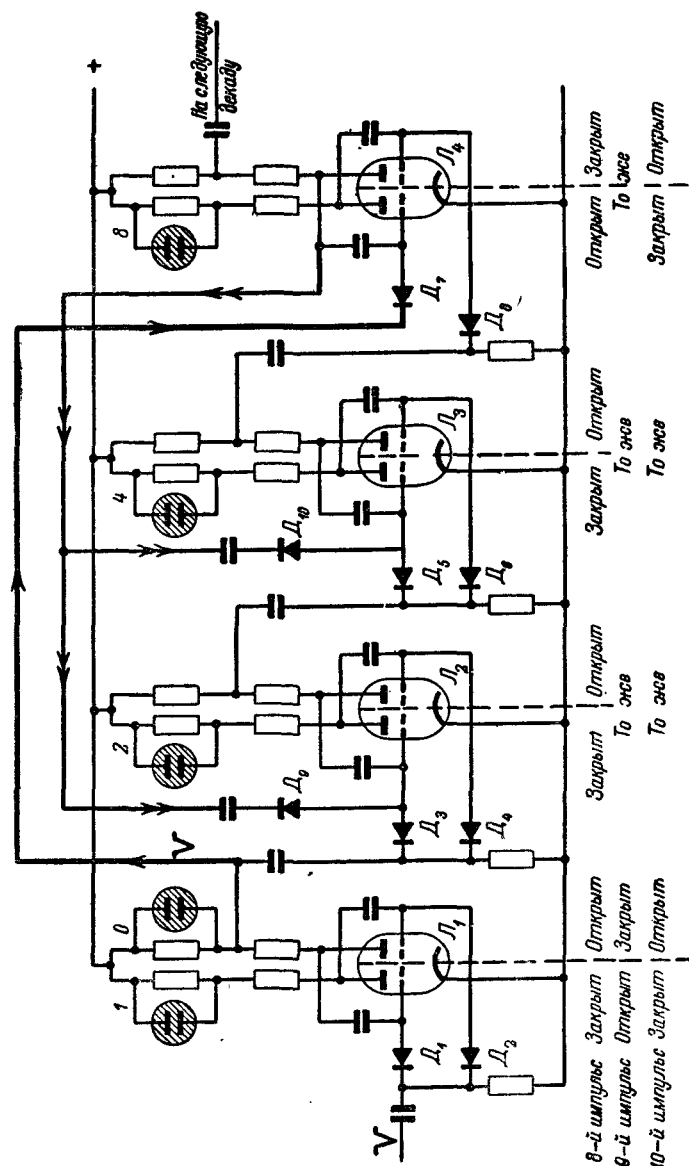 +
На следующую
декаду
1
0
2
4
8
V
V
Л₁
Л₂
Л₃
Л₄
Д₁
Д₂
Д₃
Д₄
Д₅
Д₆
Д₇
Д₈
Д₉
Д₁₀
8-й импульс Закрыт Открыт Закрыт Открыт Закрыт Открыт Открыт Закрыт
9-й импульс Открыт Закрыт То же То же То же
10-й импульс Закрыт Открыт То же То же Закрыт Открыт